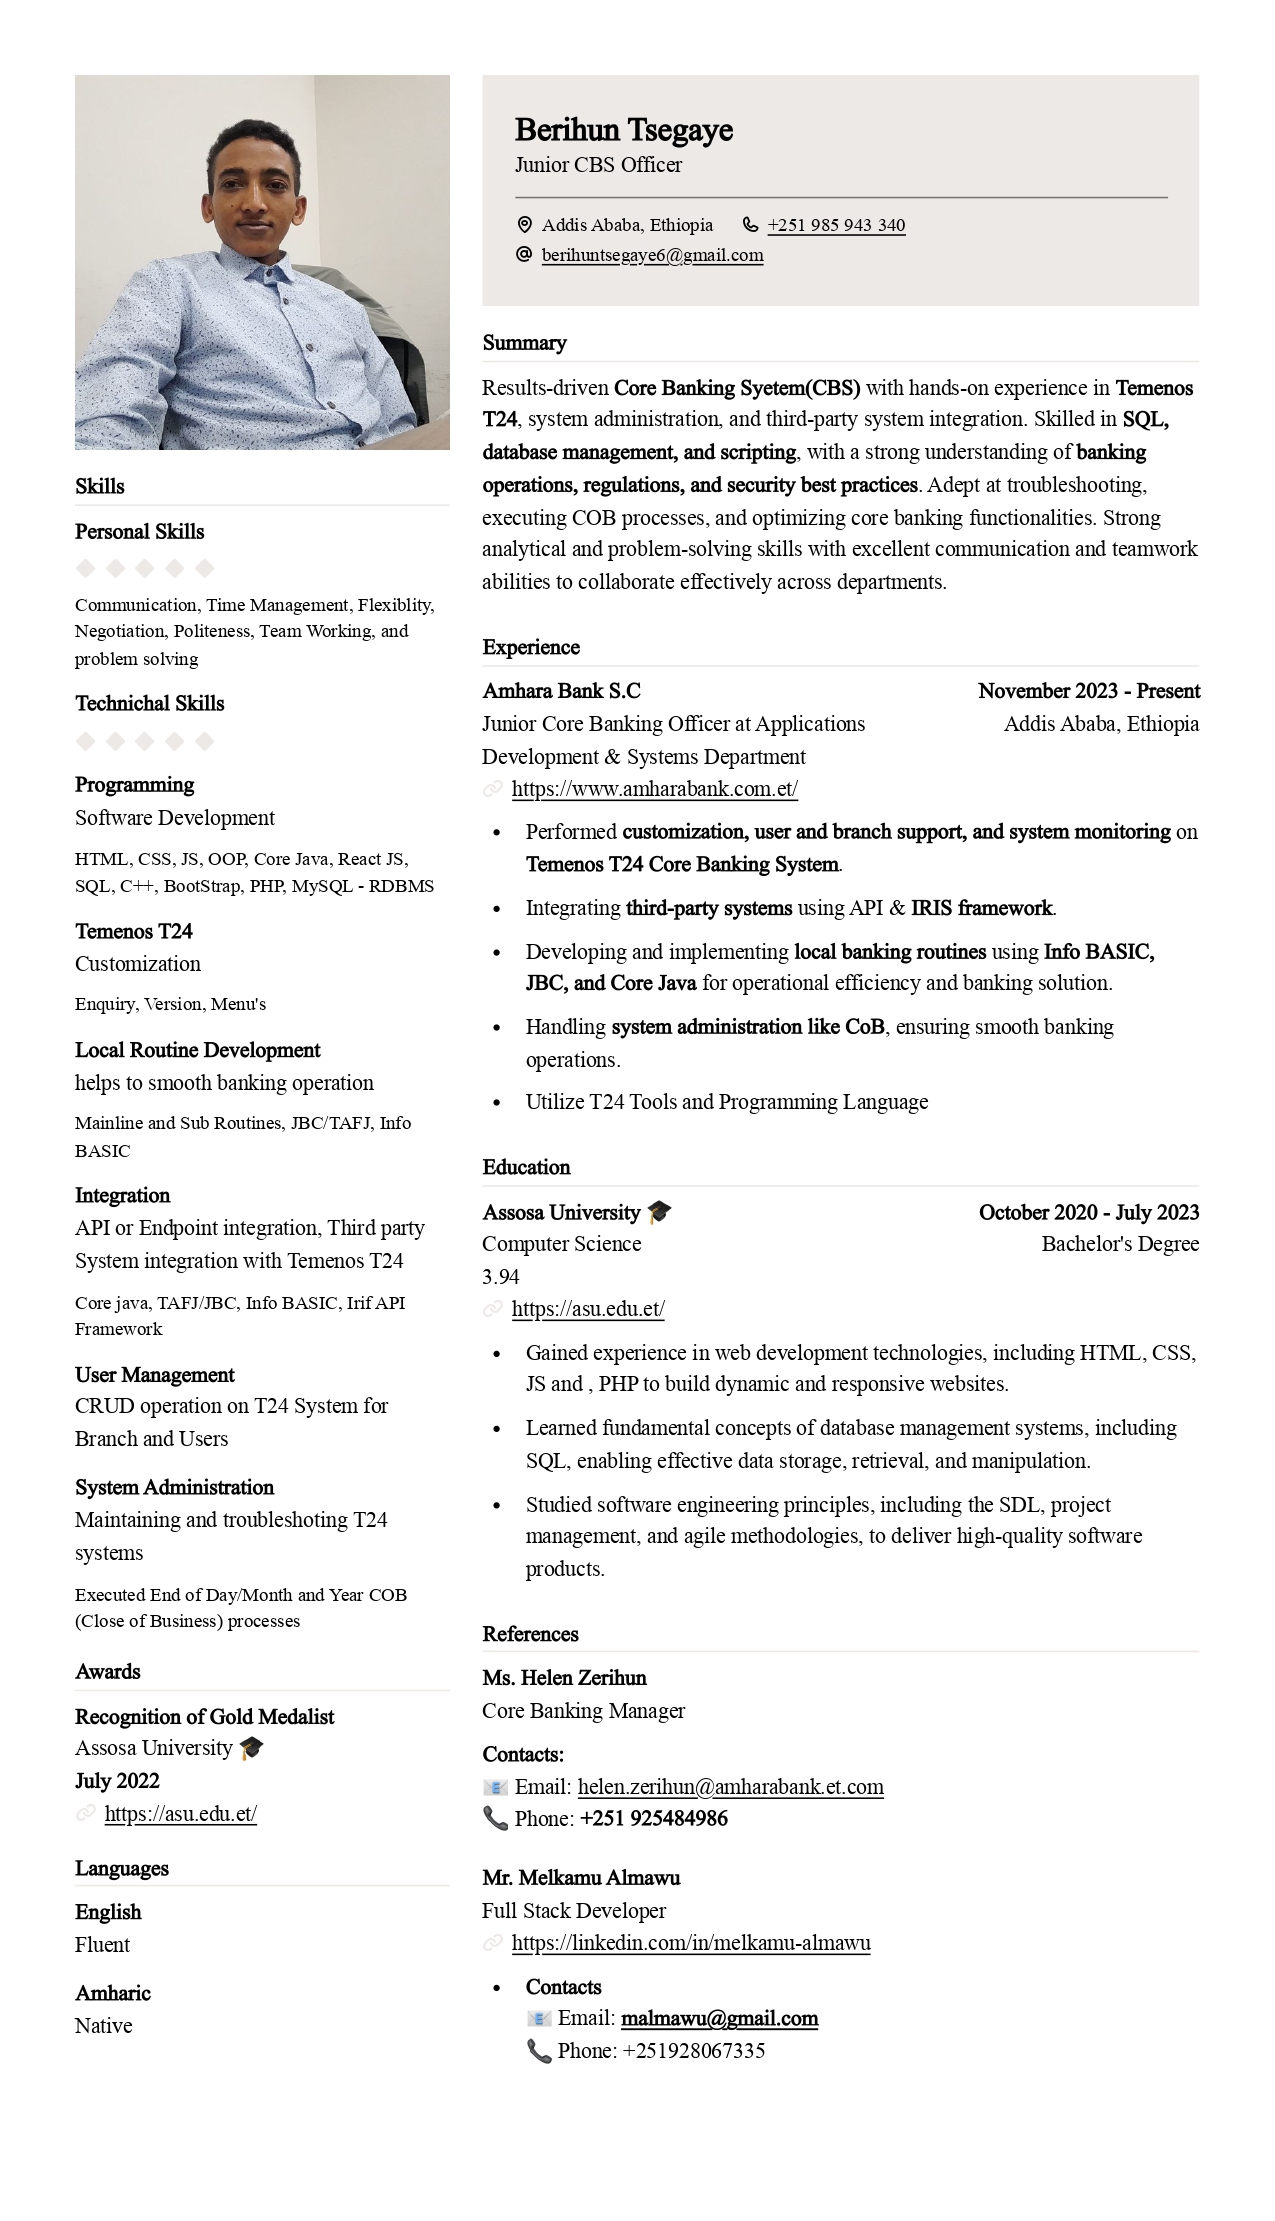 Berihun Tsegaye
Junior CBS Officer
Addis Ababa, Ethiopia +251 985 943 340
berihuntsegaye6@gmail.com
Skills
Personal Skills
Communication, Time Management, Flexiblity,
Negotiation, Politeness, Team Working, and
problem solving
Technichal Skills
Programming
Software Development
HTML, CSS, JS, OOP, Core Java, React JS,
SQL, C++, BootStrap, PHP, MySQL - RDBMS
Temenos T24
Customization
Enquiry, Version, Menu's
Local Routine Development
helps to smooth banking operation
Mainline and Sub Routines, JBC/TAFJ, Info
BASIC
Integration
API or Endpoint integration, Third party
System integration with Temenos T24
Core java, TAFJ/JBC, Info BASIC, Irif API
Framework
User Management
CRUD operation on T24 System for
Branch and Users
System Administration
Maintaining and troubleshoting T24
systems
Executed End of Day/Month and Year COB
(Close of Business) processes
Awards
Recognition of Gold Medalist
Assosa University 🎓
July 2022
https://asu.edu.et/
Languages
English
Fluent
Amharic
Native
Summary
Results-driven Core Banking Syetem(CBS) with hands-on experience in Temenos
T24, system administration, and third-party system integration. Skilled in SQL,
database management, and scripting, with a strong understanding of banking
operations, regulations, and security best practices. Adept at troubleshooting,
executing COB processes, and optimizing core banking functionalities. Strong
analytical and problem-solving skills with excellent communication and teamwork
abilities to collaborate effectively across departments.
Experience
Amhara Bank S.C November 2023 - Present
Junior Core Banking Officer at Applications Addis Ababa, Ethiopia
Development & Systems Department
https://www.amharabank.com.et/
• Performed customization, user and branch support, and system monitoring on
Temenos T24 Core Banking System.
• Integrating third-party systems using API & IRIS framework.
• Developing and implementing local banking routines using Info BASIC,
JBC, and Core Java for operational efficiency and banking solution.
• Handling system administration like CoB, ensuring smooth banking
operations.
• Utilize T24 Tools and Programming Language
Education
Assosa University 🎓 October 2020 - July 2023
Computer Science Bachelor's Degree
3.94
https://asu.edu.et/
• Gained experience in web development technologies, including HTML, CSS,
JS and , PHP to build dynamic and responsive websites.
• Learned fundamental concepts of database management systems, including
SQL, enabling effective data storage, retrieval, and manipulation.
• Studied software engineering principles, including the SDL, project
management, and agile methodologies, to deliver high-quality software
products.
References
Ms. Helen Zerihun
Core Banking Manager
Contacts:
📧 Email: helen.zerihun@amharabank.et.com
📞 Phone: +251 925484986
Mr. Melkamu Almawu
Full Stack Developer
https://linkedin.com/in/melkamu-almawu
• Contacts
📧 Email: malmawu@gmail.com
📞 Phone: +251928067335